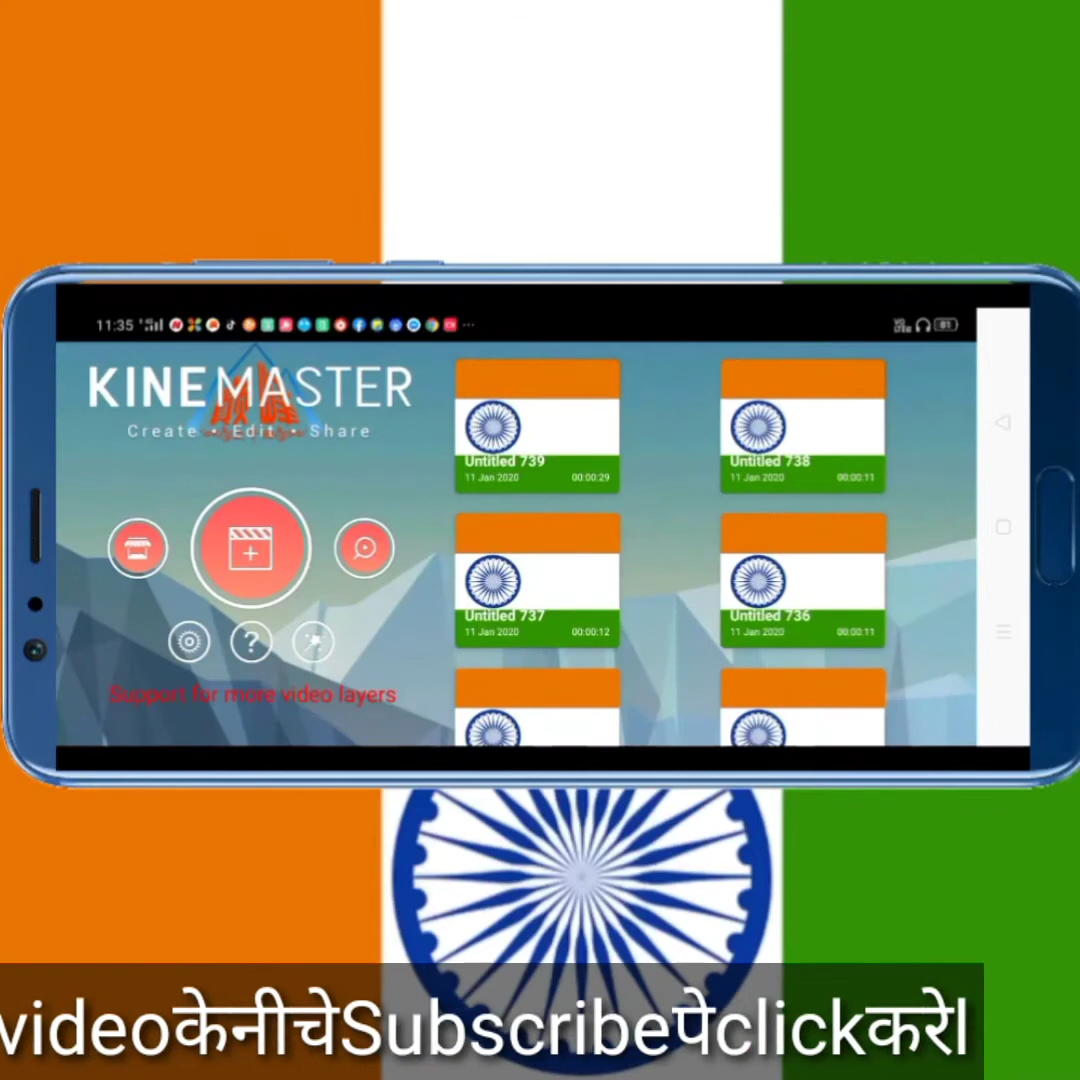 11:35
81
KINEMASTER
Create • Edit • Share
Support for more video layers
Untitled 739
11 Jan 2020 00:00:29
Untitled 738
11 Jan 2020 00:00:11
Untitled 737
11 Jan 2020 00:00:12
Untitled 736
11 Jan 2020 00:00:11
videoकेनीचेSubscribeपेclickकरे।